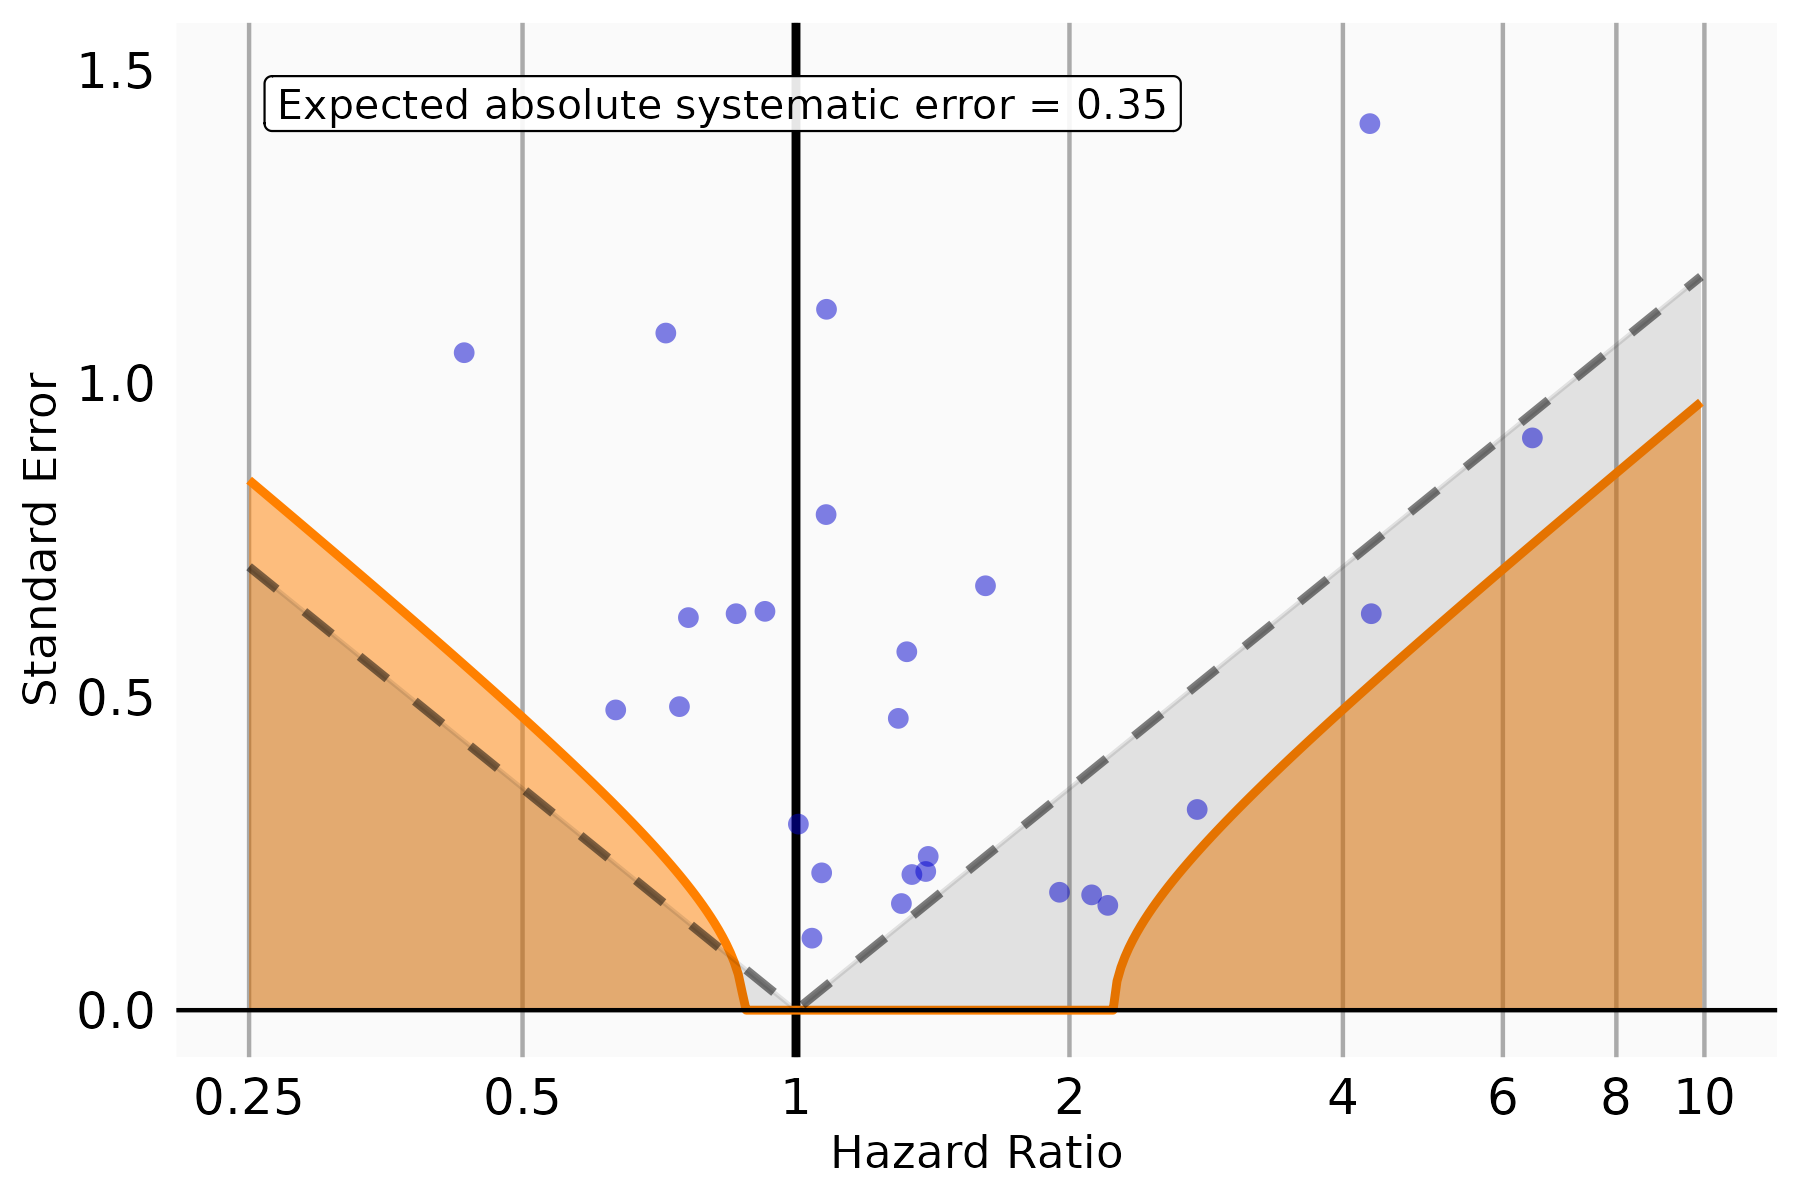 Expected absolute systematic error = 0.35
1.5
1.0
0.5
0.0
Standard Error
0.25 0.5 1 2 4 6 8 10
Hazard Ratio